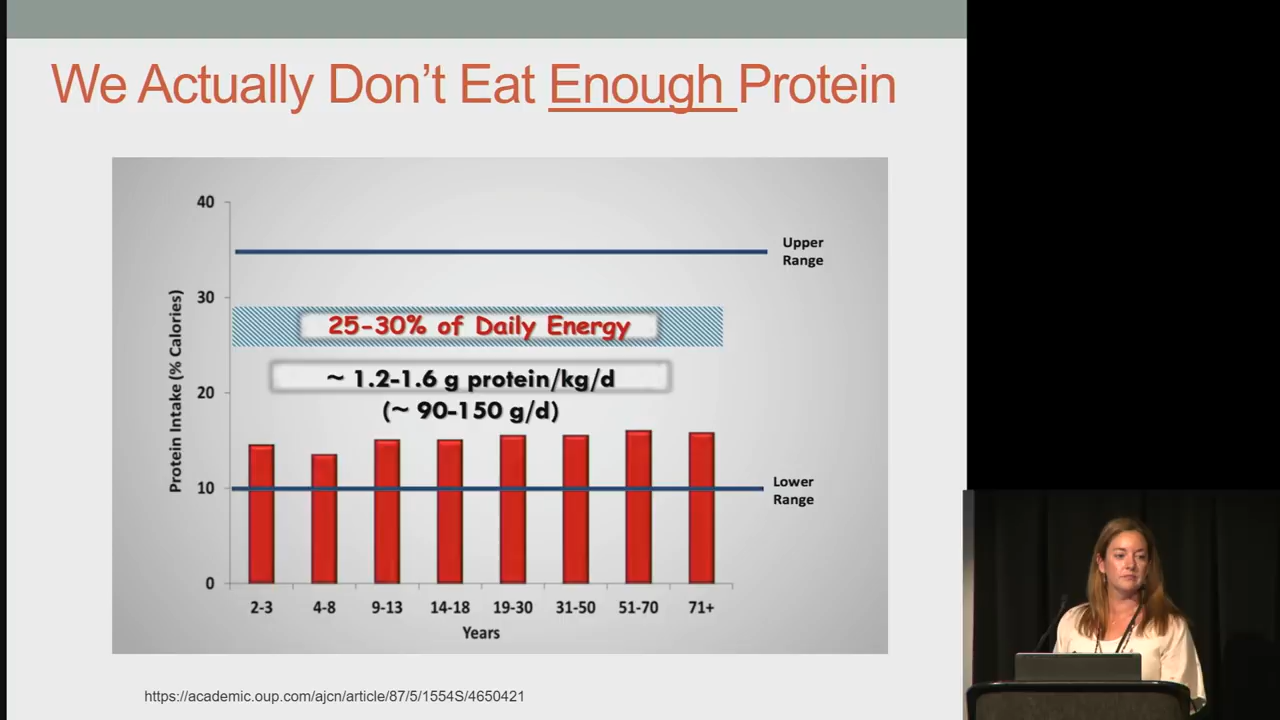 We Actually Don't Eat Enough Protein
40
Upper
Range
30
25-30% of Daily Energy
~ 1.2-1.6 g protein/kg/d
20
(~ 90-150 g/d)
Protein Intake (% Calories)
10
Lower
Range
0
2-3 4-8 9-13 14-18 19-30 31-50 51-70 71+
Years
https://academic.oup.com/ajcn/article/87/5/1554S/4650421